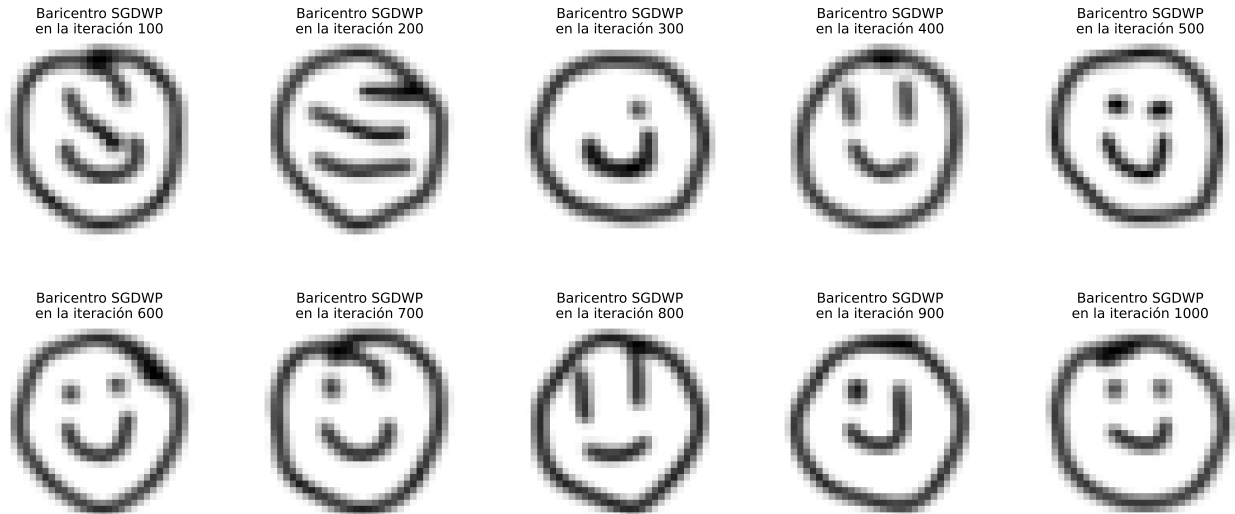 Baricentro SGDWP
en la iteración 100
Baricentro SGDWP
en la iteración 200
Baricentro SGDWP
en la iteración 300
Baricentro SGDWP
en la iteración 400
Baricentro SGDWP
en la iteración 500
Baricentro SGDWP
en la iteración 600
Baricentro SGDWP
en la iteración 700
Baricentro SGDWP
en la iteración 800
Baricentro SGDWP
en la iteración 900
Baricentro SGDWP
en la iteración 1000